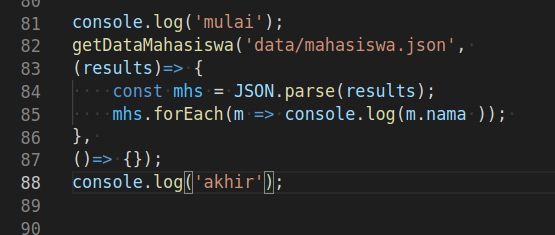 80
81 console.log('mulai');
82 getDataMahasiswa('data/mahasiswa.json',
83 (results)=> {
84     const mhs = JSON.parse(results);
85     mhs.forEach(m => console.log(m.nama ));
86 },
87 ()=> {});
88 console.log('akhir');
89
90